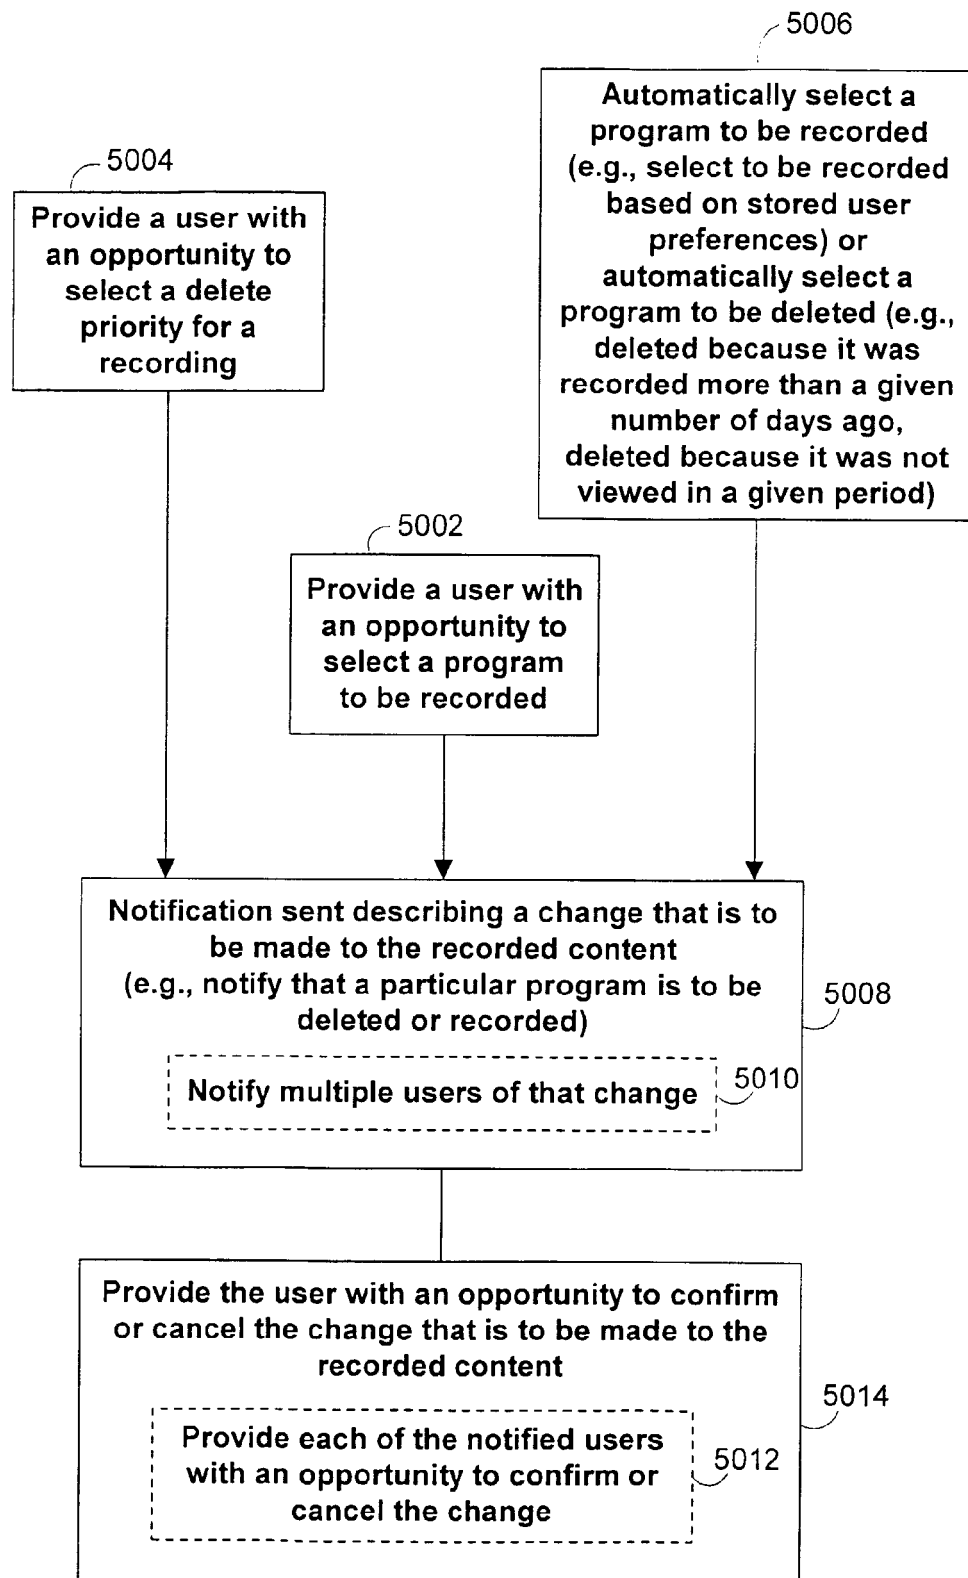 5006
Automatically select a
program to be recorded
(e.g., select to be recorded
based on stored user
preferences) or
automatically select a
program to be deleted (e.g.,
deleted because it was
recorded more than a given
number of days ago,
deleted because it was not
viewed in a given period)
5004
Provide a user with
an opportunity to
select a delete
priority for a
recording
5002
Provide a user with
an opportunity to
select a program
to be recorded
Notification sent describing a change that is to
be made to the recorded content
(e.g., notify that a particular program is to be
deleted or recorded)
5008
Notify multiple users of that change
5010
Provide the user with an opportunity to confirm
or cancel the change that is to be made to the
recorded content
5014
Provide each of the notified users
with an opportunity to confirm or
cancel the change
5012